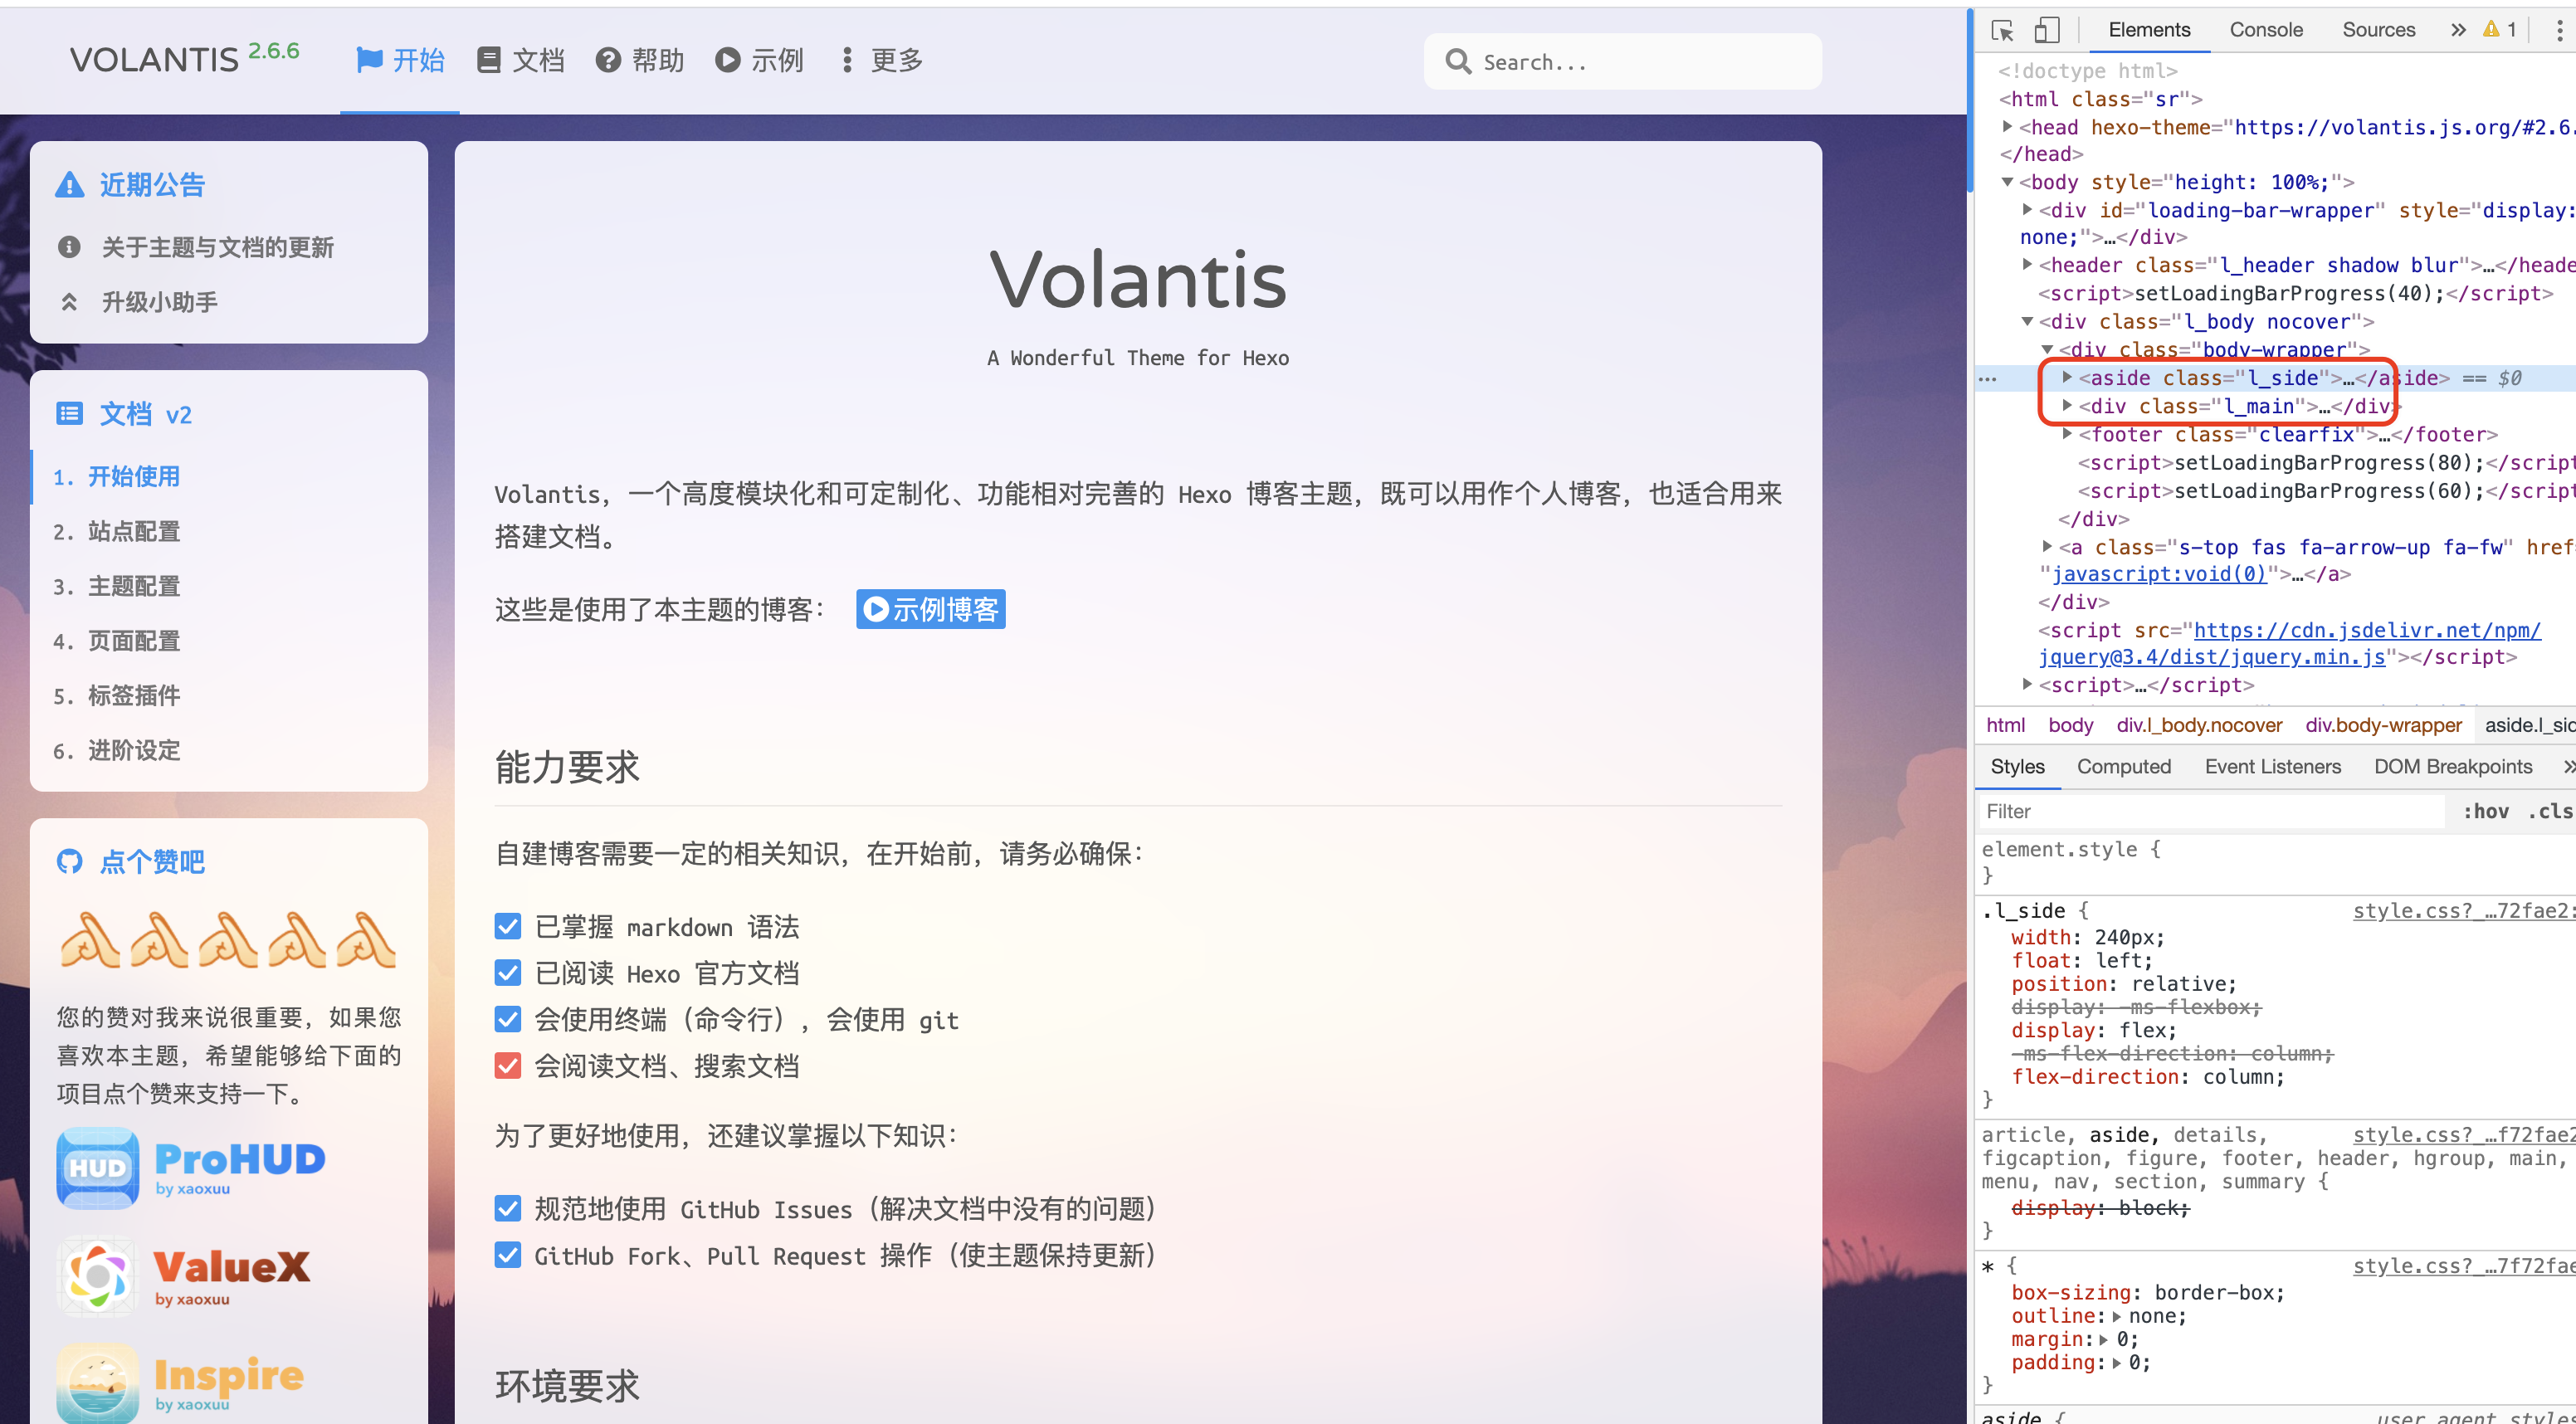 VOLANTIS 2.6.6
开始
文档
帮助
示例
更多
Search...
近期公告
关于主题与文档的更新
升级小助手
文档 v2
1. 开始使用
2. 站点配置
3. 主题配置
4. 页面配置
5. 标签插件
6. 进阶设定
点个赞吧
您的赞对我来说很重要，如果您
喜欢本主题，希望能够给下面的
项目点个赞来支持一下。
HUD
ProHUD
by xaoxuu
ValueX
by xaoxuu
Inspire
by xaoxuu
Volantis
A Wonderful Theme for Hexo
Volantis，一个高度模块化和可定制化、功能相对完善的 Hexo 博客主题，既可以用作个人博客，也适合用来
搭建文档。
这些是使用了本主题的博客：
示例博客
能力要求
自建博客需要一定的相关知识，在开始前，请务必确保：
已掌握 markdown 语法
已阅读 Hexo 官方文档
会使用终端（命令行），会使用 git
会阅读文档、搜索文档
为了更好地使用，还建议掌握以下知识：
规范地使用 GitHub Issues（解决文档中没有的问题）
GitHub Fork、Pull Request 操作（使主题保持更新）
环境要求
Elements Console Sources » 1
<!doctype html>
<html class="sr">
<head hexo-theme="https://volantis.js.org/#2.6.
</head>
<body style="height: 100%;">
<div id="loading-bar-wrapper" style="display:
none;">…</div>
<header class="l_header shadow blur">…</heade
<script>setLoadingBarProgress(40);</script>
<div class="l_body nocover">
<div class="body-wrapper">
<aside class="l_side">…</aside> == $0
<div class="l_main">…</div>
<footer class="clearfix">…</footer>
<script>setLoadingBarProgress(80);</script
<script>setLoadingBarProgress(60);</script
</div>
<a class="s-top fas fa-arrow-up fa-fw" href=
"javascript:void(0)">…</a>
</div>
<script src="https://cdn.jsdelivr.net/npm/
jquery@3.4/dist/jquery.min.js"></script>
<script>…</script>
html body div.l_body.nocover div.body-wrapper aside.l_sid
Styles Computed Event Listeners DOM Breakpoints »
Filter :hov .cls
element.style {
}
.l_side { style.css?_…72fae2:
width: 240px;
float: left;
position: relative;
display: -ms-flexbox;
display: flex;
-ms-flex-direction: column;
flex-direction: column;
}
article, aside, details, style.css?_…f72fae2
figcaption, figure, footer, header, hgroup, main,
menu, nav, section, summary {
display: block;
}
* { style.css?_…7f72fae
box-sizing: border-box;
outline: none;
margin: 0;
padding: 0;
}
aside { user agent style